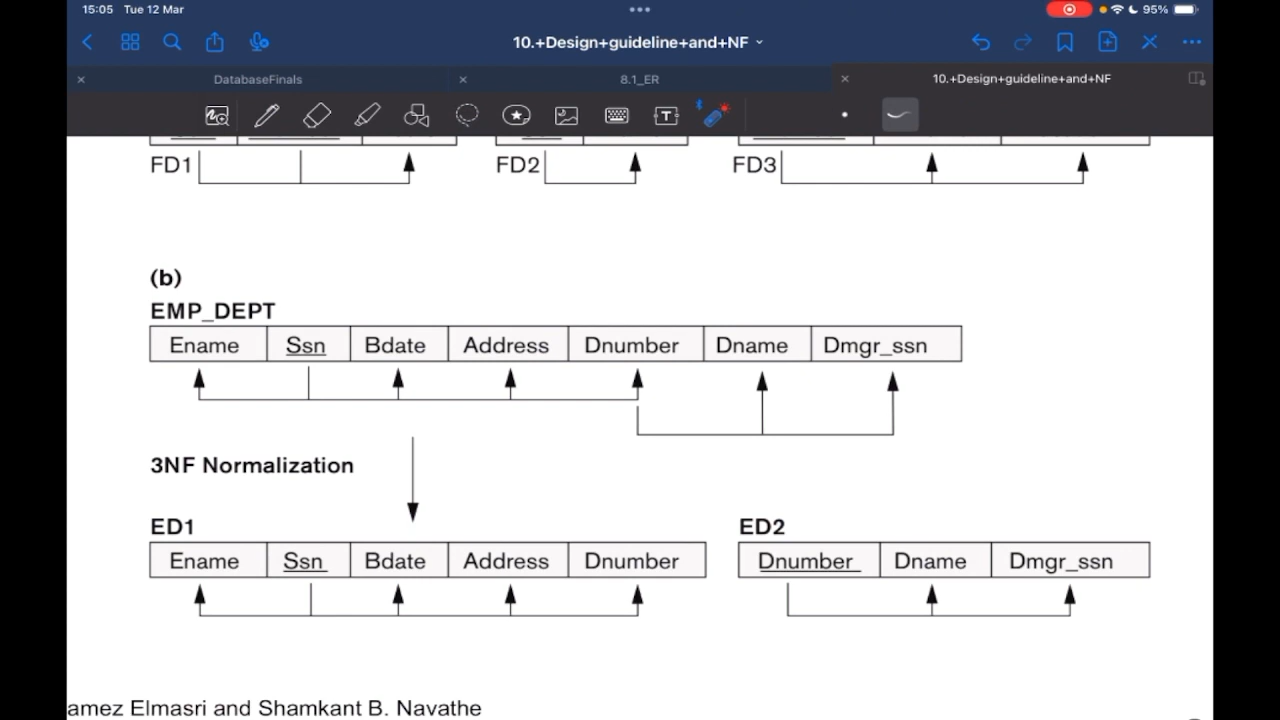 15:05 Tue 12 Mar 95%
10.+Design+guideline+and+NF
DatabaseFinals 8.1_ER 10.+Design+guideline+and+NF
FD1 FD2 FD3
(b)
EMP_DEPT
Ename Ssn Bdate Address Dnumber Dname Dmgr_ssn
3NF Normalization
ED1 ED2
Ename Ssn Bdate Address Dnumber Dnumber Dname Dmgr_ssn
amez Elmasri and Shamkant B. Navathe